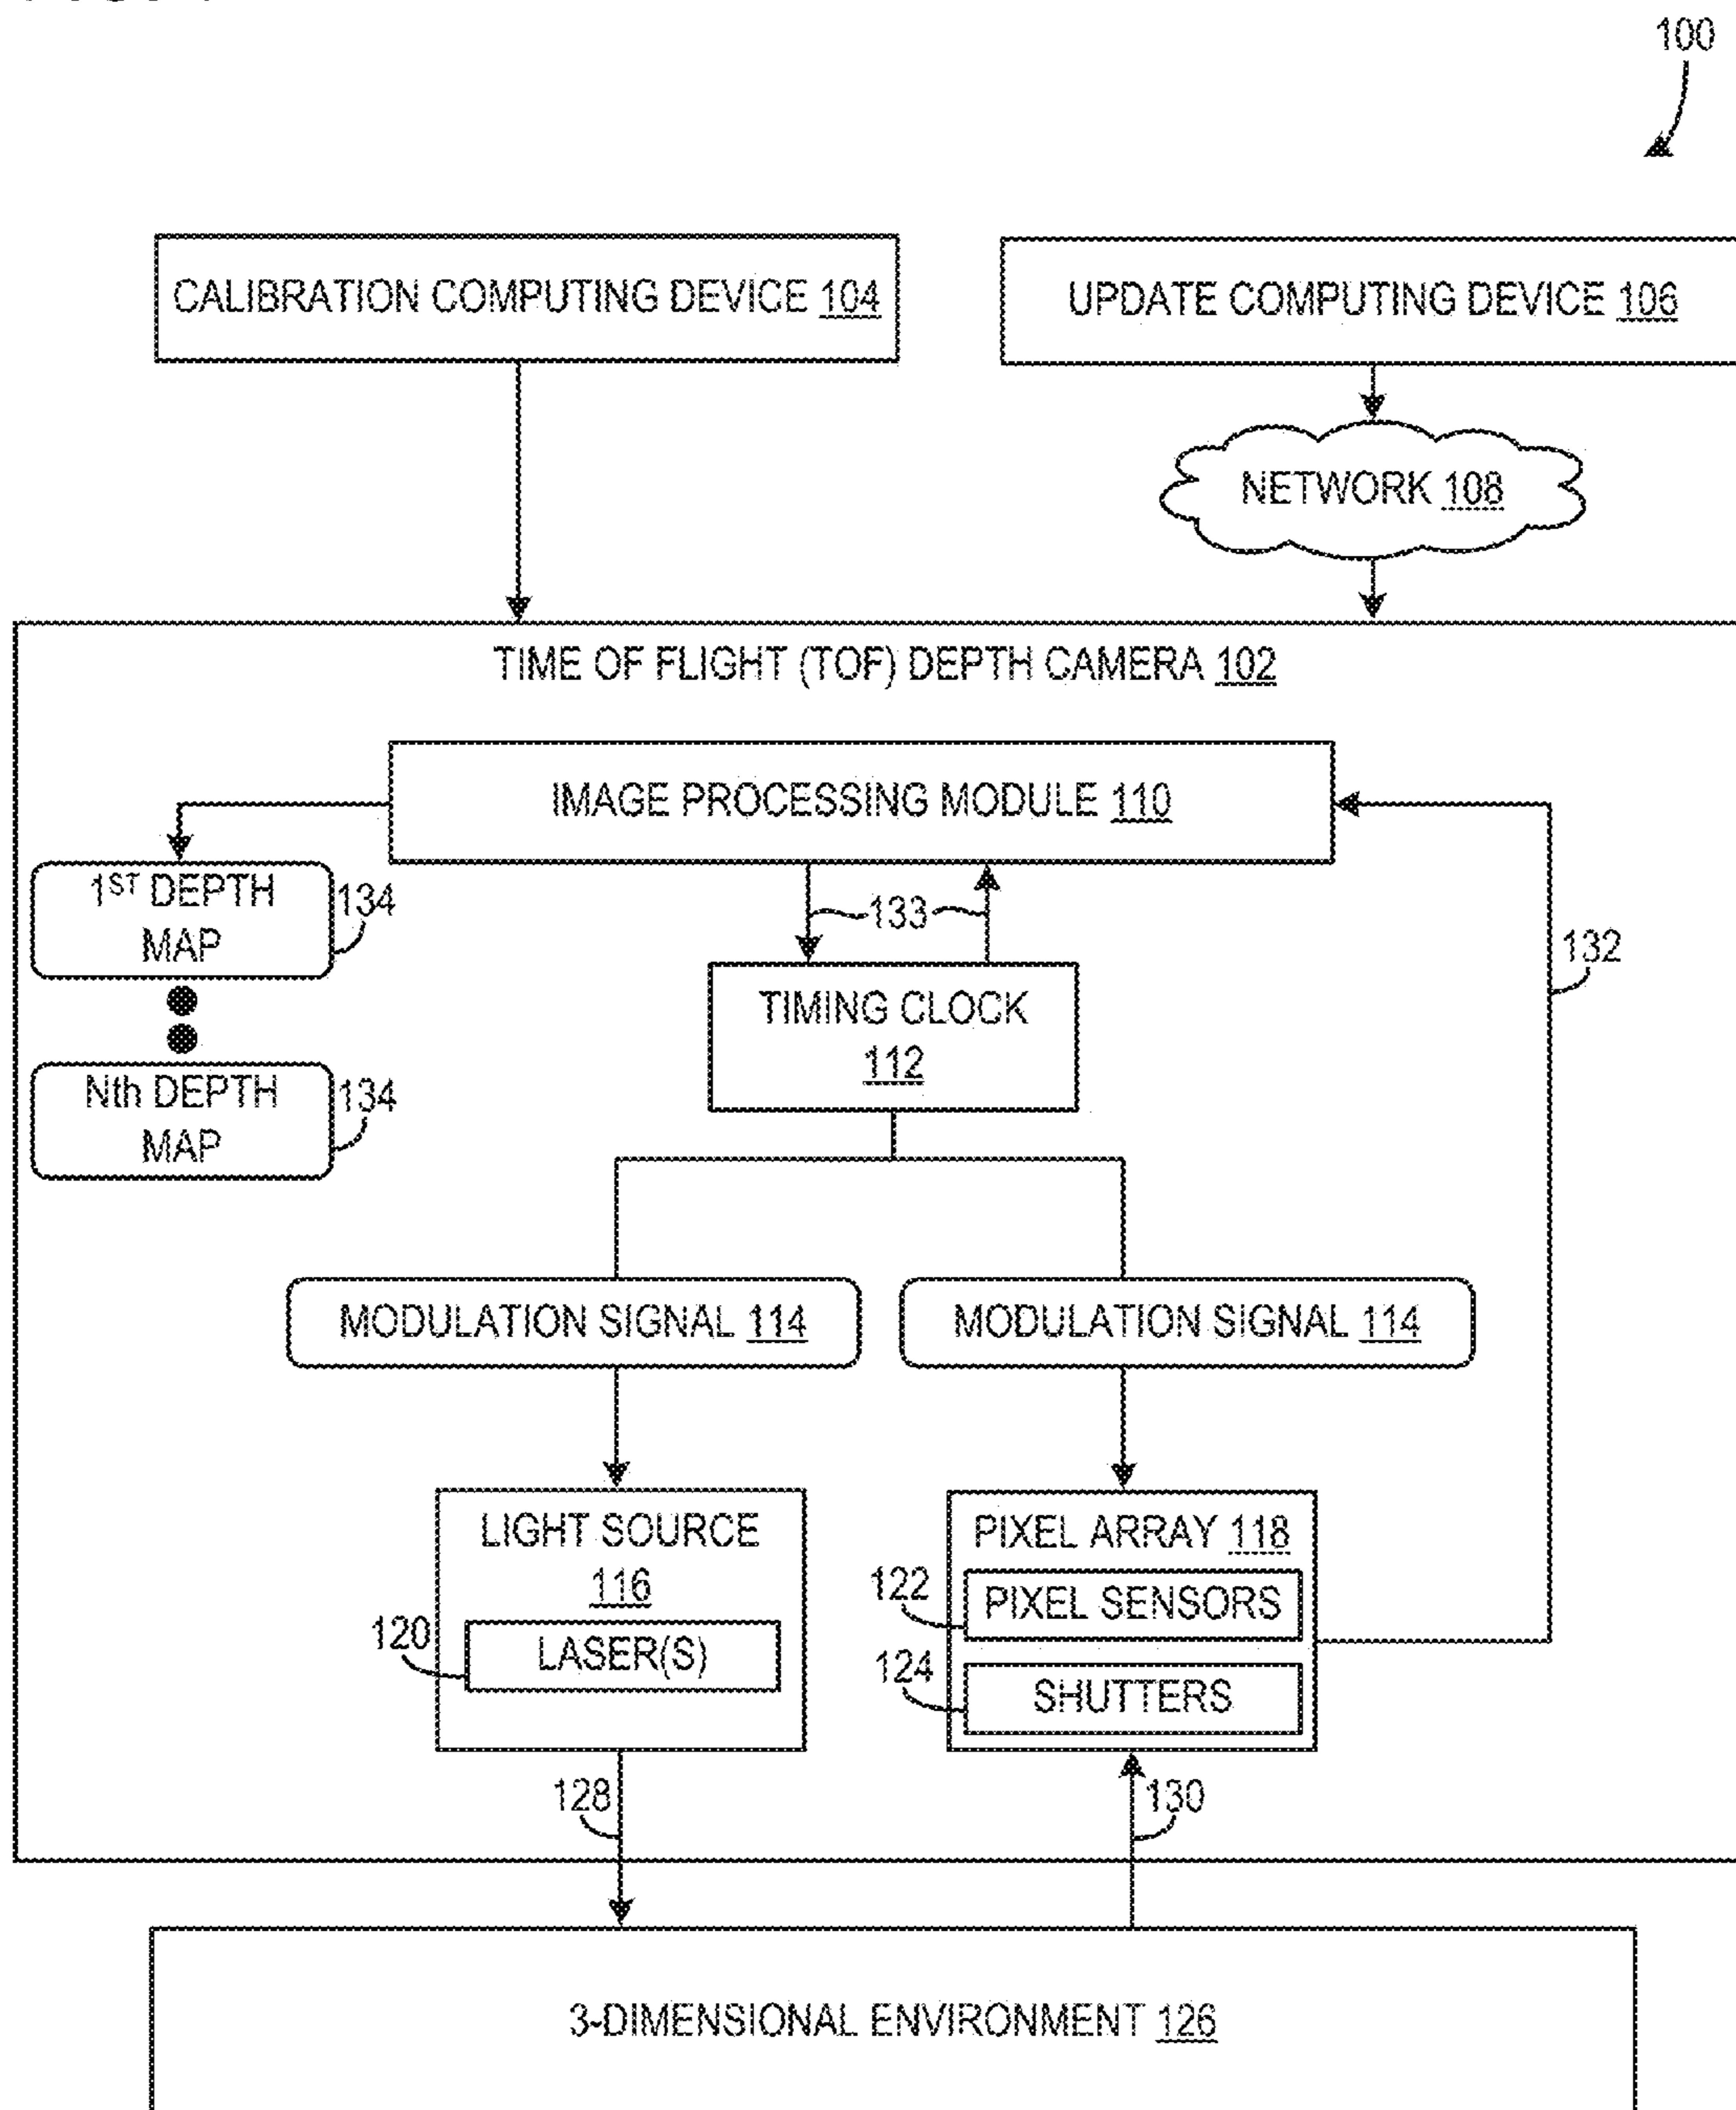 100
CALIBRATION COMPUTING DEVICE 104
UPDATE COMPUTING DEVICE 106
NETWORK 108
TIME OF FLIGHT (TOF) DEPTH CAMERA 102
IMAGE PROCESSING MODULE 110
1ST DEPTH
MAP
134
133
132
TIMING CLOCK
112
Nth DEPTH
MAP
134
MODULATION SIGNAL 114
MODULATION SIGNAL 114
LIGHT SOURCE
116
120
LASER(S)
PIXEL ARRAY 118
122
PIXEL SENSORS
124
SHUTTERS
128
130
3-DIMENSIONAL ENVIRONMENT 126